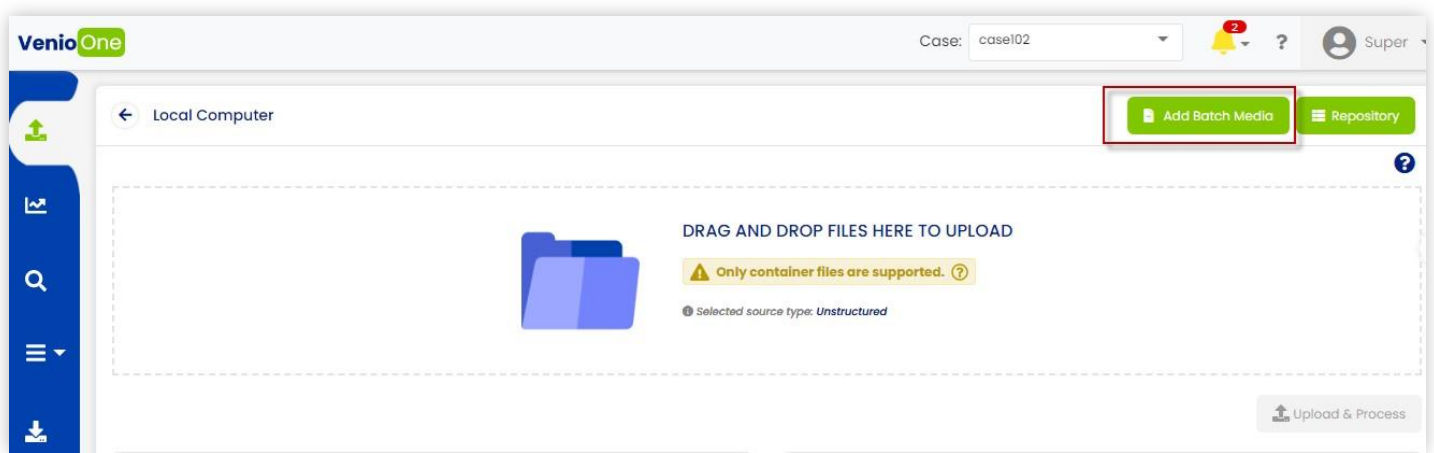 VenioOne
Case: case102
2
?
Super
Local Computer
Add Batch Media
Repository
?
DRAG AND DROP FILES HERE TO UPLOAD
Only container files are supported. ?
Selected source type: Unstructured
Upload & Process